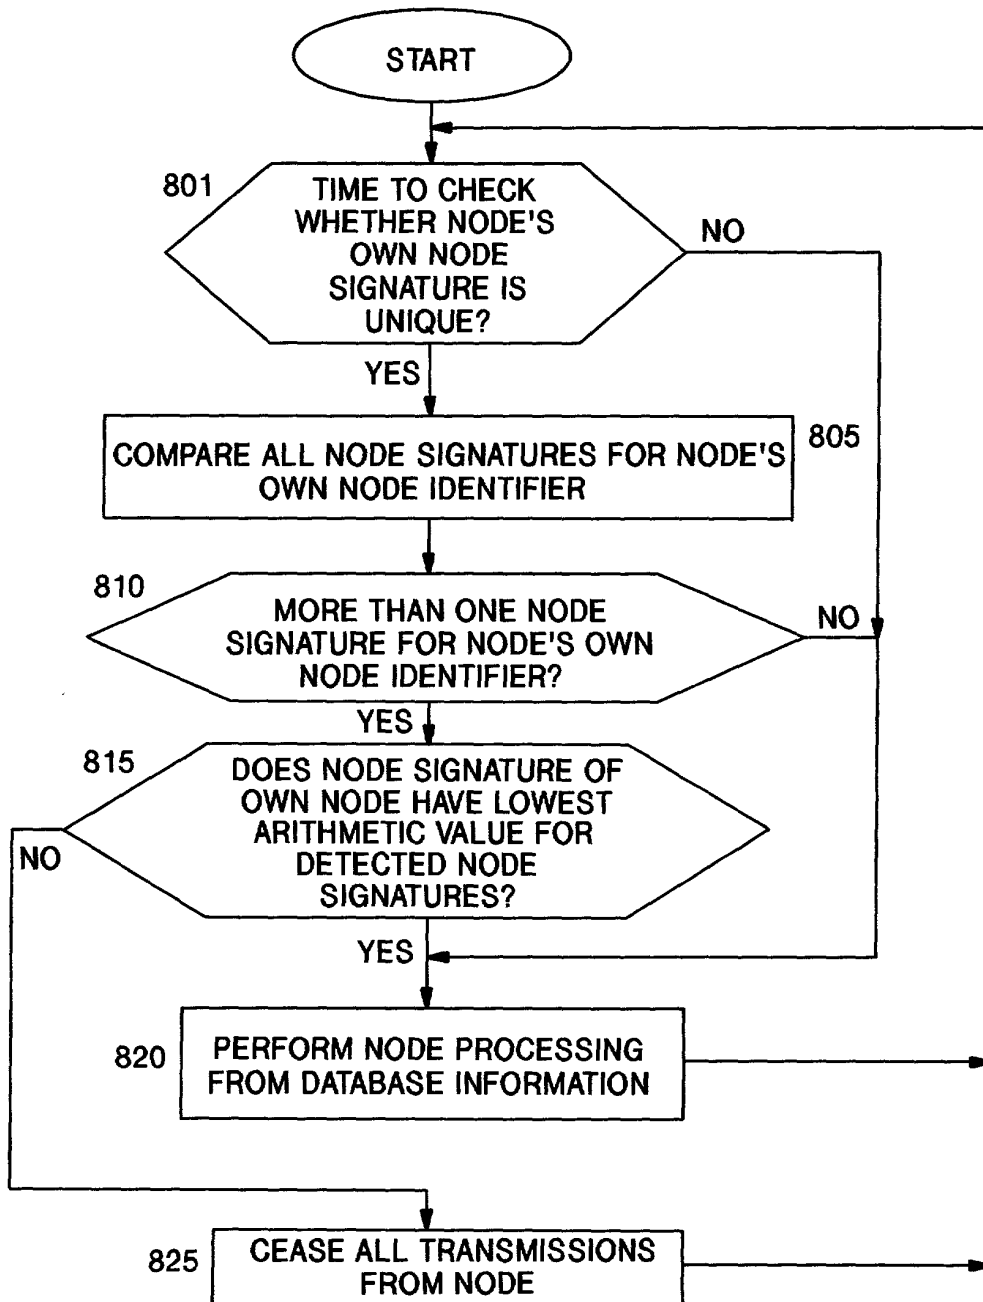 START
801
TIME TO CHECK
WHETHER NODE'S
OWN NODE
SIGNATURE IS
UNIQUE?
NO
YES
805
COMPARE ALL NODE SIGNATURES FOR NODE'S
OWN NODE IDENTIFIER
810
MORE THAN ONE NODE
SIGNATURE FOR NODE'S OWN
NODE IDENTIFIER?
NO
YES
815
DOES NODE SIGNATURE OF
OWN NODE HAVE LOWEST
ARITHMETIC VALUE FOR
DETECTED NODE
SIGNATURES?
NO
YES
820
PERFORM NODE PROCESSING
FROM DATABASE INFORMATION
825
CEASE ALL TRANSMISSIONS
FROM NODE